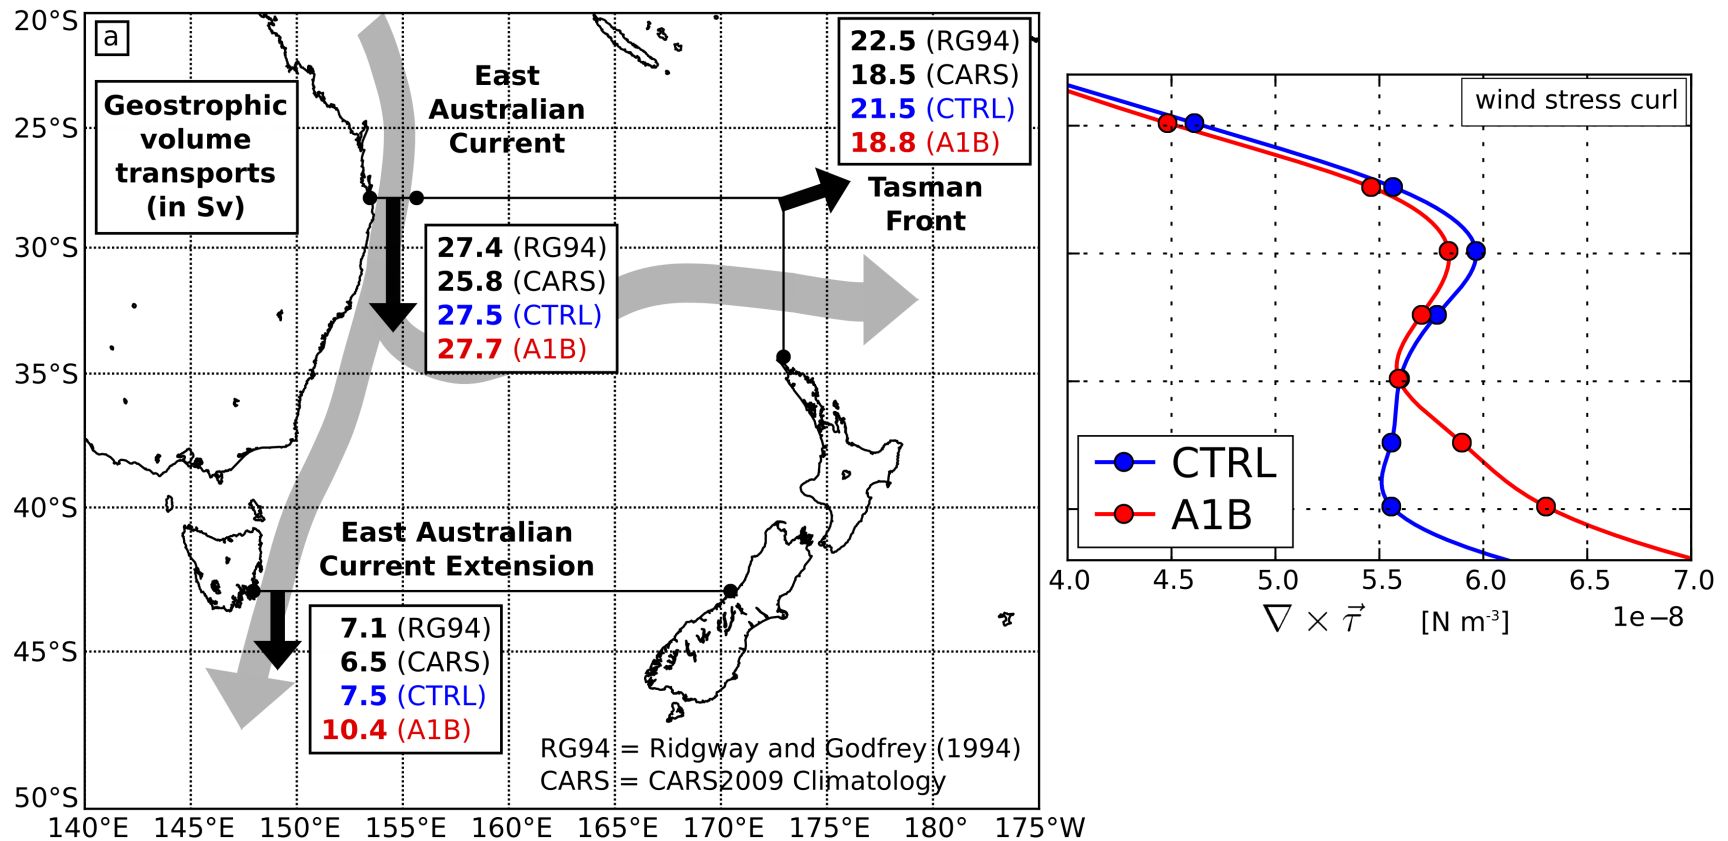 a
Geostrophic
volume
transports
(in Sv)
East
Australian
Current
22.5 (RG94)
18.5 (CARS)
21.5 (CTRL)
18.8 (A1B)
Tasman
Front
27.4 (RG94)
25.8 (CARS)
27.5 (CTRL)
27.7 (A1B)
East Australian
Current Extension
7.1 (RG94)
6.5 (CARS)
7.5 (CTRL)
10.4 (A1B)
RG94 = Ridgway and Godfrey (1994)
CARS = CARS2009 Climatology
20°S
25°S
30°S
35°S
40°S
45°S
50°S
140°E 145°E 150°E 155°E 160°E 165°E 170°E 175°E 180° 175°W
wind stress curl
CTRL
A1B
4.0 4.5 5.0 5.5 6.0 6.5 7.0
∇ × τ⃗ [N m⁻³] 1e−8